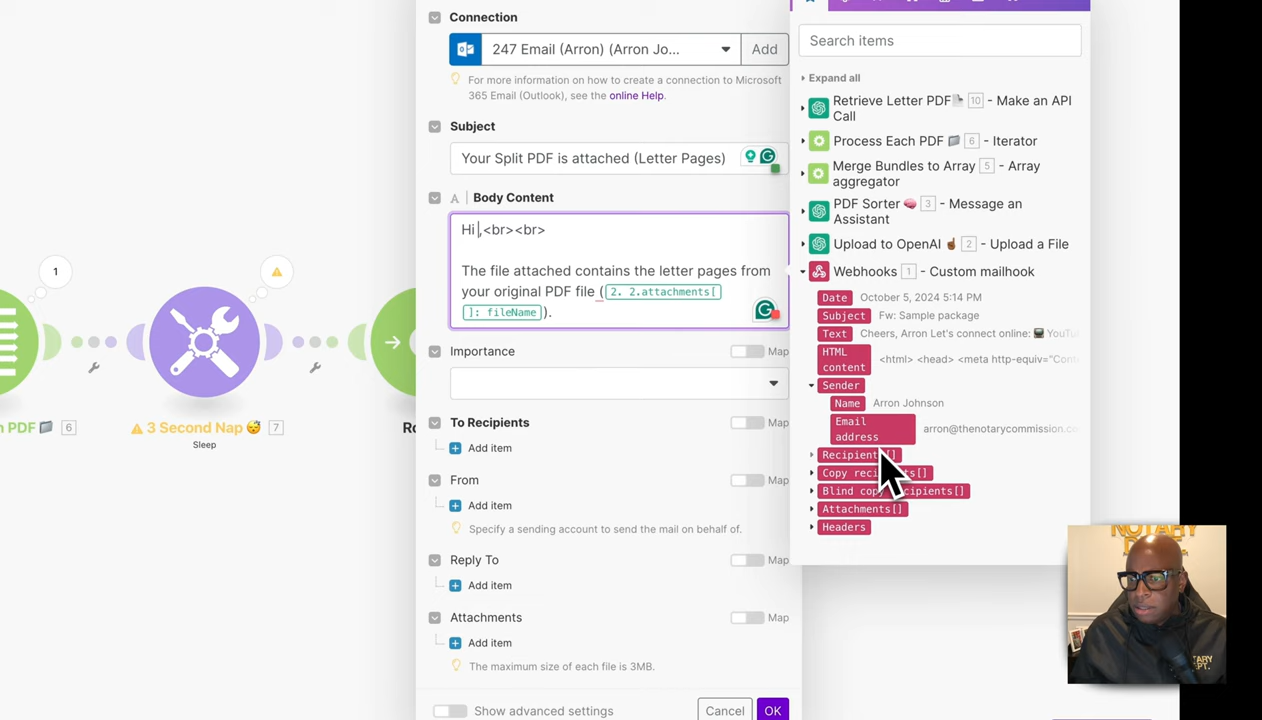 Connection
247 Email (Arron) (Arron Jo...
Add
For more information on how to create a connection to Microsoft
365 Email (Outlook), see the online Help.
Subject
Your Split PDF is attached (Letter Pages)
A | Body Content
Hi ,<br><br>
The file attached contains the letter pages from
your original PDF file (2. 2.attachments[
]: fileName).
Importance
Map
To Recipients
Map
Add item
From
Map
Add item
Specify a sending account to send the mail on behalf of.
Reply To
Map
Add item
Attachments
Map
Add item
The maximum size of each file is 3MB.
Show advanced settings
Cancel
OK
1
PDF
6
3 Second Nap
7
Sleep
Ro
Search items
Expand all
Retrieve Letter PDF 10 - Make an API
Call
Process Each PDF 6 - Iterator
Merge Bundles to Array 5 - Array
aggregator
PDF Sorter 3 - Message an
Assistant
Upload to OpenAI 2 - Upload a File
Webhooks 1 - Custom mailhook
Date October 5, 2024 5:14 PM
Subject Fw: Sample package
Text Cheers, Arron Let's connect online:
HTML
content
<html> <head> <meta http-equiv="Conte
Sender
Name Arron Johnson
Email
address
arron@thenotarycommission.co
Attachments[]
Headers
NOTARY
NOTARY
DEPT.